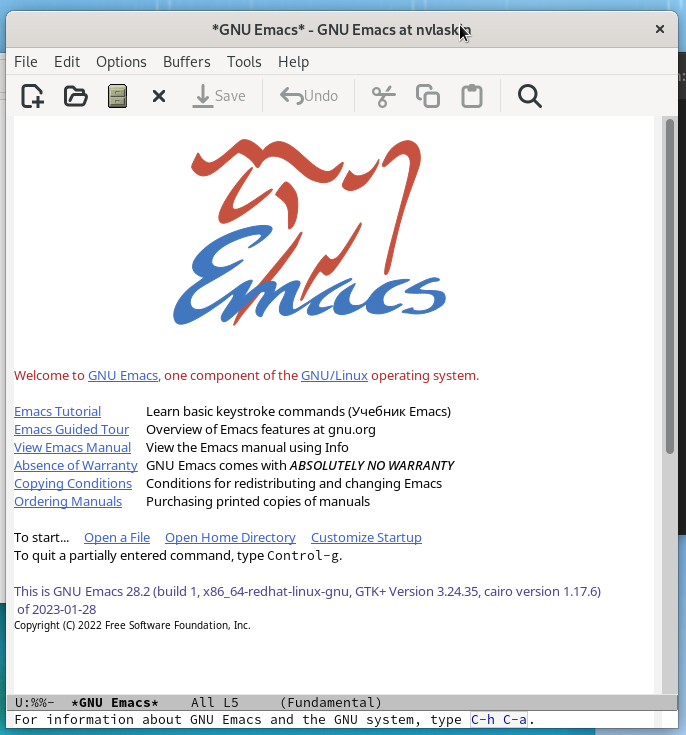 *GNU Emacs* - GNU Emacs at nvlaskin
File Edit Options Buffers Tools Help
Save Undo
Emacs
Welcome to GNU Emacs, one component of the GNU/Linux operating system.
Emacs Tutorial Learn basic keystroke commands (Учебник Emacs)
Emacs Guided Tour Overview of Emacs features at gnu.org
View Emacs Manual View the Emacs manual using Info
Absence of Warranty GNU Emacs comes with ABSOLUTELY NO WARRANTY
Copying Conditions Conditions for redistributing and changing Emacs
Ordering Manuals Purchasing printed copies of manuals
To start... Open a File Open Home Directory Customize Startup
To quit a partially entered command, type Control-g.
This is GNU Emacs 28.2 (build 1, x86_64-redhat-linux-gnu, GTK+ Version 3.24.35, cairo version 1.17.6)
of 2023-01-28
Copyright (C) 2022 Free Software Foundation, Inc.
U:%%- *GNU Emacs* All L5 (Fundamental)
For information about GNU Emacs and the GNU system, type C-h C-a.